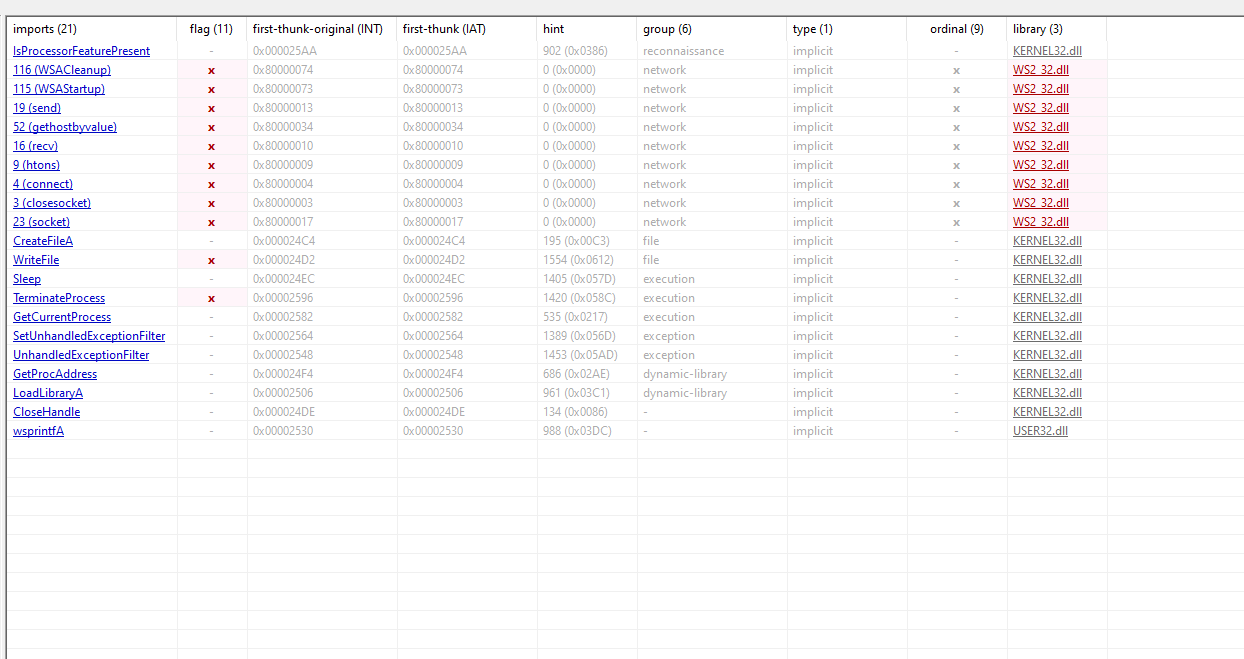 imports (21) flag (11) first-thunk-original (INT) first-thunk (IAT) hint group (6) type (1) ordinal (9) library (3)
IsProcessorFeaturePresent - 0x000025AA 0x000025AA 902 (0x0386) reconnaissance implicit - KERNEL32.dll
116 (WSACleanup) x 0x80000074 0x80000074 0 (0x0000) network implicit x WS2_32.dll
115 (WSAStartup) x 0x80000073 0x80000073 0 (0x0000) network implicit x WS2_32.dll
19 (send) x 0x80000013 0x80000013 0 (0x0000) network implicit x WS2_32.dll
52 (gethostbyvalue) x 0x80000034 0x80000034 0 (0x0000) network implicit x WS2_32.dll
16 (recv) x 0x80000010 0x80000010 0 (0x0000) network implicit x WS2_32.dll
9 (htons) x 0x80000009 0x80000009 0 (0x0000) network implicit x WS2_32.dll
4 (connect) x 0x80000004 0x80000004 0 (0x0000) network implicit x WS2_32.dll
3 (closesocket) x 0x80000003 0x80000003 0 (0x0000) network implicit x WS2_32.dll
23 (socket) x 0x80000017 0x80000017 0 (0x0000) network implicit x WS2_32.dll
CreateFileA - 0x000024C4 0x000024C4 195 (0x00C3) file implicit - KERNEL32.dll
WriteFile x 0x000024D2 0x000024D2 1554 (0x0612) file implicit - KERNEL32.dll
Sleep - 0x000024EC 0x000024EC 1405 (0x057D) execution implicit - KERNEL32.dll
TerminateProcess x 0x00002596 0x00002596 1420 (0x058C) execution implicit - KERNEL32.dll
GetCurrentProcess - 0x00002582 0x00002582 535 (0x0217) execution implicit - KERNEL32.dll
SetUnhandledExceptionFilter - 0x00002564 0x00002564 1389 (0x056D) exception implicit - KERNEL32.dll
UnhandledExceptionFilter - 0x00002548 0x00002548 1453 (0x05AD) exception implicit - KERNEL32.dll
GetProcAddress - 0x000024F4 0x000024F4 686 (0x02AE) dynamic-library implicit - KERNEL32.dll
LoadLibraryA - 0x00002506 0x00002506 961 (0x03C1) dynamic-library implicit - KERNEL32.dll
CloseHandle - 0x000024DE 0x000024DE 134 (0x0086) - implicit - KERNEL32.dll
wsprintfA - 0x00002530 0x00002530 988 (0x03DC) - implicit - USER32.dll